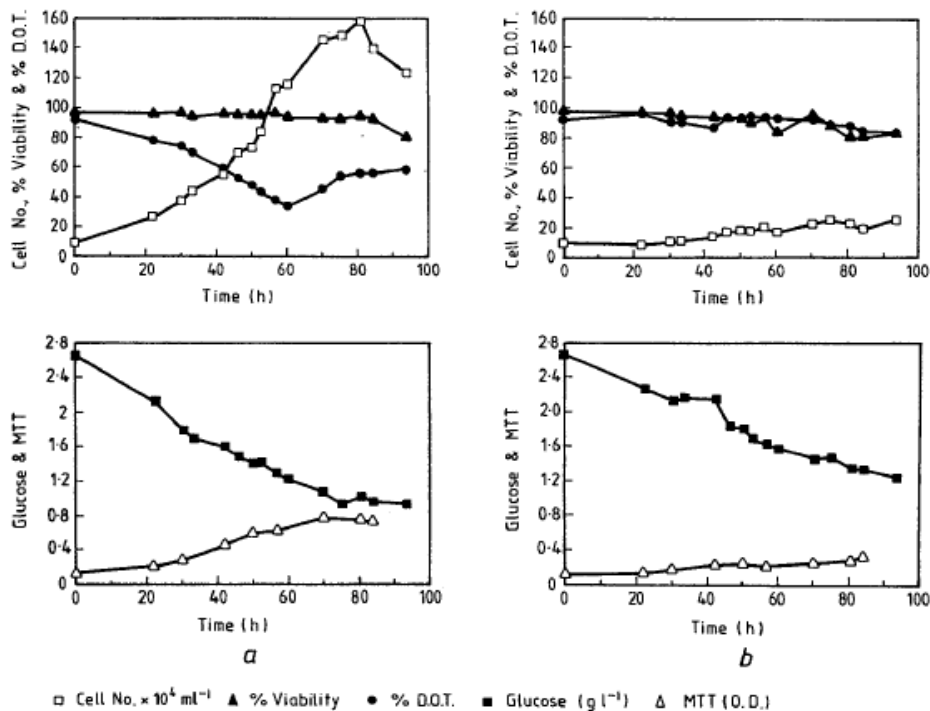 Cell No., % Viability & % D.O.T.
160
140
120
100
80
60
40
20
0
0 20 40 60 80 100
Time (h)
Cell No., % Viability & % D.O.T.
160
140
120
100
80
60
40
20
0
0 20 40 60 80 100
Time (h)
Glucose & MTT
2·8
2·4
2
1·6
1·2
0·8
0·4
0
0 20 40 60 80 100
Time (h)
a
Glucose & MTT
2·8
2·4
2·0
1·6
1·2
0·8
0·4
0
0 20 40 60 80 100
Time (h)
b
Cell No. × 10⁴ ml⁻¹ % Viability % D.O.T. Glucose (g l⁻¹) MTT (O.D.)